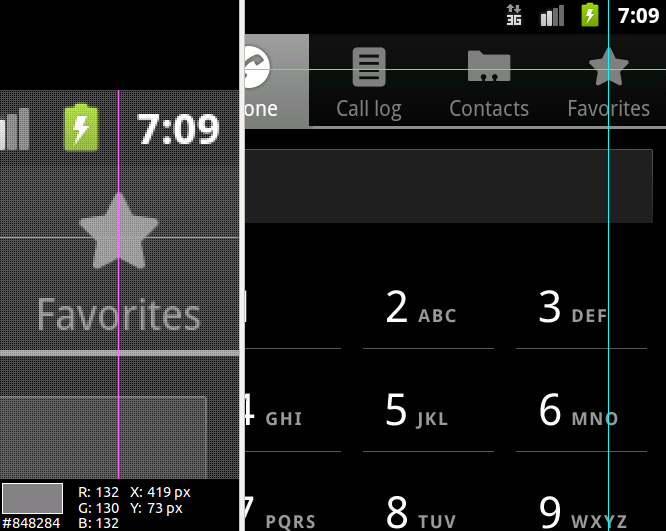 7:09
Favorites
R: 132 X: 419 px
G: 130 Y: 73 px
#848284 B: 132
3G 7:09
one Call log Contacts Favorites
1 2 ABC 3 DEF
4 GHI 5 JKL 6 MNO
7 PQRS 8 TUV 9 WXYZ